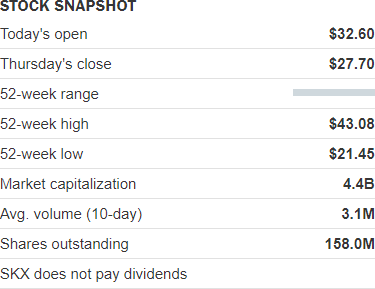 STOCK SNAPSHOT
Today's open $32.60
Thursday's close $27.70
52-week range
52-week high $43.08
52-week low $21.45
Market capitalization 4.4B
Avg. volume (10-day) 3.1M
Shares outstanding 158.0M
SKX does not pay dividends